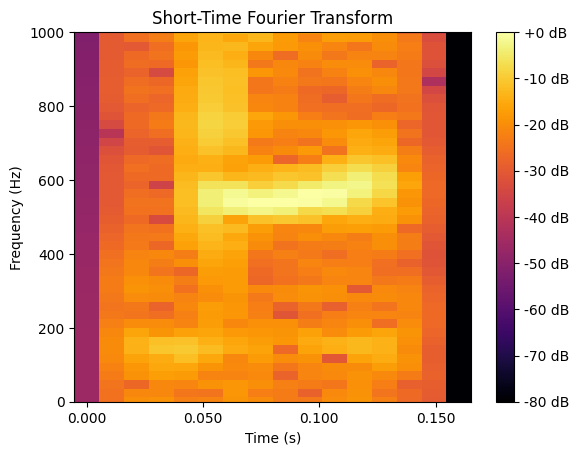 Short-Time Fourier Transform
1000
800
600
400
200
0
Frequency (Hz)
0.000
0.050
0.100
0.150
Time (s)
+0 dB
-10 dB
-20 dB
-30 dB
-40 dB
-50 dB
-60 dB
-70 dB
-80 dB